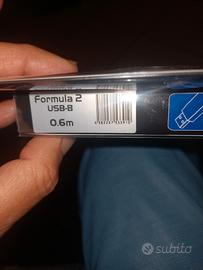 Formula 2
USB-B
0.6m
subito